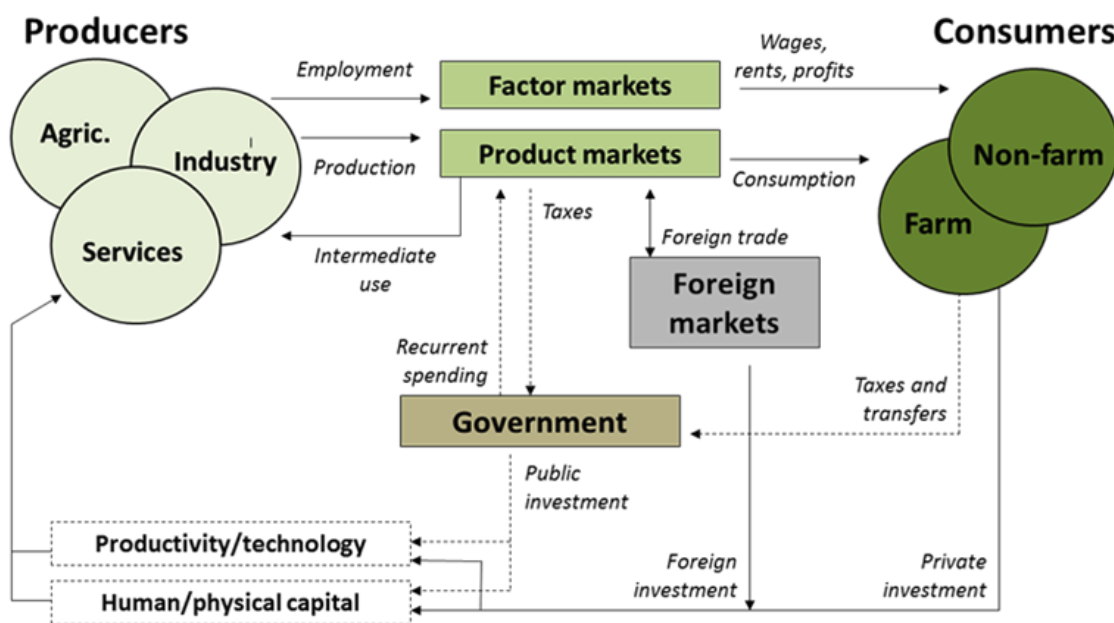 Producers
Consumers
Employment
Factor markets
Wages,
rents, profits
Agric.
Industry
Services
Production
Product markets
Consumption
Non-farm
Farm
Intermediate
use
Taxes
Foreign trade
Foreign
markets
Recurrent
spending
Government
Taxes and
transfers
Public
investment
Productivity/technology
Human/physical capital
Foreign
investment
Private
investment